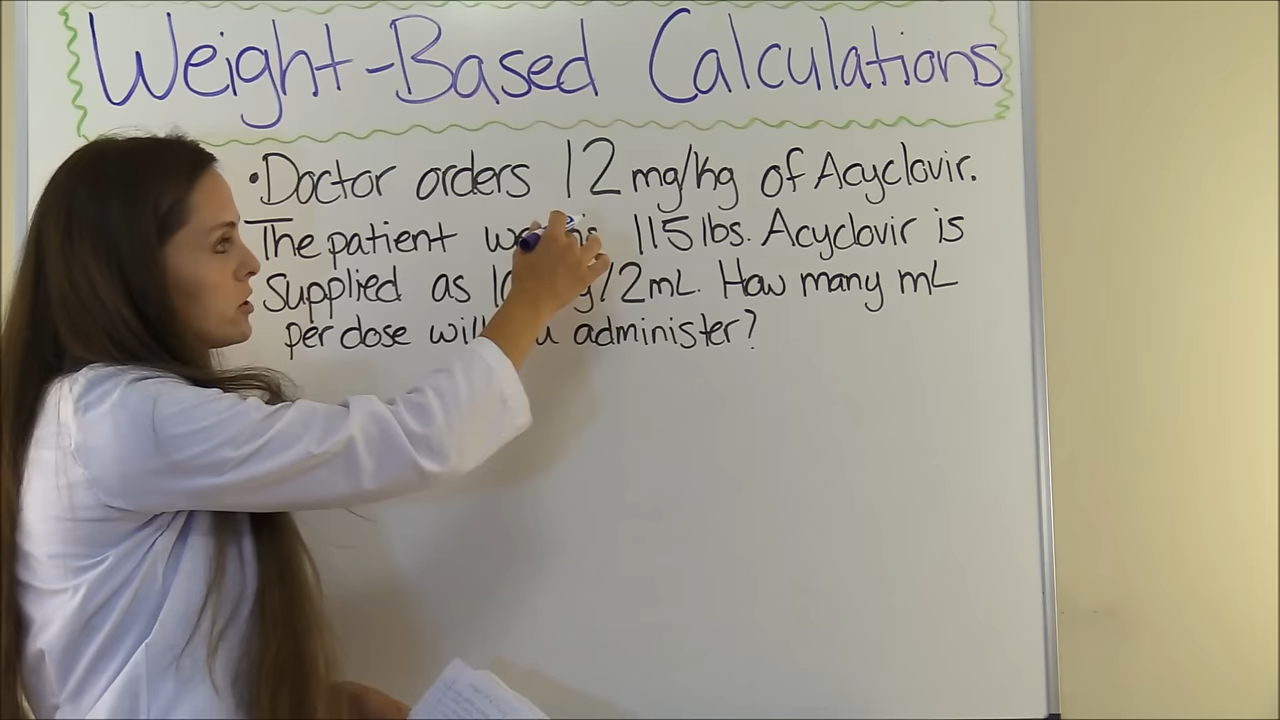 Weight-Based Calculations
•Doctor orders 12 mg/kg of Acyclovir.
The patient 115 lbs. Acyclovir is
Supplied as /2mL. How many mL
per dose will administer?